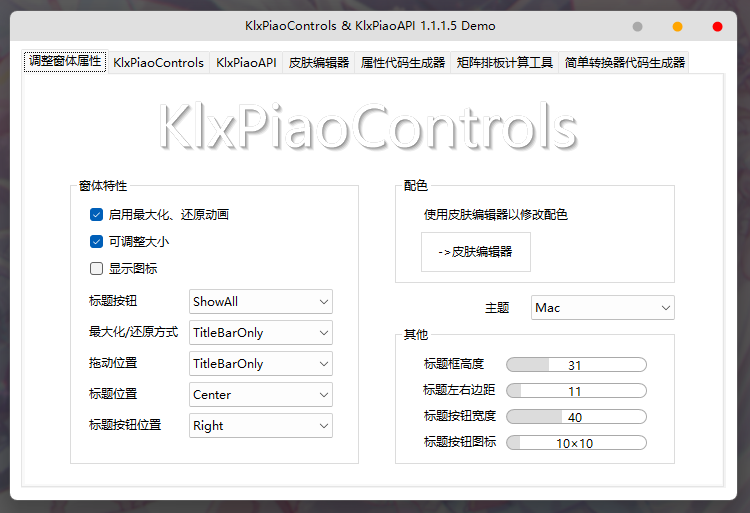 KlxPiaoControls & KlxPiaoAPI 1.1.1.5 Demo
调整窗体属性 KlxPiaoControls KlxPiaoAPI 皮肤编辑器 属性代码生成器 矩阵排板计算工具 简单转换器代码生成器
KlxPiaoControls
窗体特性
启用最大化、还原动画
可调整大小
显示图标
标题按钮 ShowAll
最大化/还原方式 TitleBarOnly
拖动位置 TitleBarOnly
标题位置 Center
标题按钮位置 Right
配色
使用皮肤编辑器以修改配色
->皮肤编辑器
主题 Mac
其他
标题框高度 31
标题左右边距 11
标题按钮宽度 40
标题按钮图标 10×10